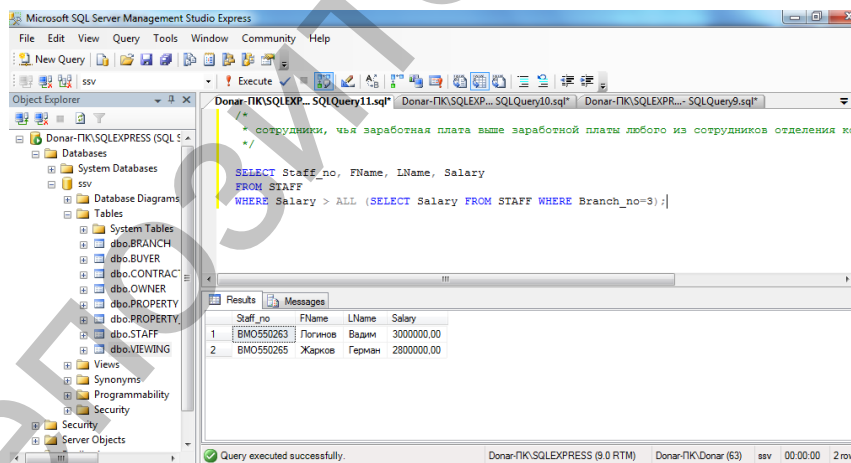 Microsoft SQL Server Management Studio Express
File Edit View Query Tools Window Community Help
New Query
ssv Execute
Object Explorer
Donar-ПК\SQLEXP... SQLQuery11.sql* Donar-ПК\SQLEXP... SQLQuery10.sql* Donar-ПК\SQLEXPR...- SQLQuery9.sql*
Donar-ПК\SQLEXPRESS (SQL S
Databases
System Databases
ssv
Database Diagrams
Tables
System Tables
dbo.BRANCH
dbo.BUYER
dbo.CONTRAC
dbo.OWNER
dbo.PROPERTY
dbo.PROPERTY_
dbo.STAFF
dbo.VIEWING
Views
Synonyms
Programmability
Security
Security
Server Objects
/*
* сотрудники, чья заработная плата выше заработной платы любого из сотрудников отделения ко
*/
SELECT Staff_no, FName, LName, Salary
FROM STAFF
WHERE Salary > ALL (SELECT Salary FROM STAFF WHERE Branch_no=3);
Results Messages
Staff_no FName LName Salary
1 ВМО550263 Логинов Вадим 3000000,00
2 ВМО550265 Жарков Герман 2800000,00
Query executed successfully. Donar-ПК\SQLEXPRESS (9.0 RTM) Donar-ПК\Donar (63) ssv 00:00:00 2 rov